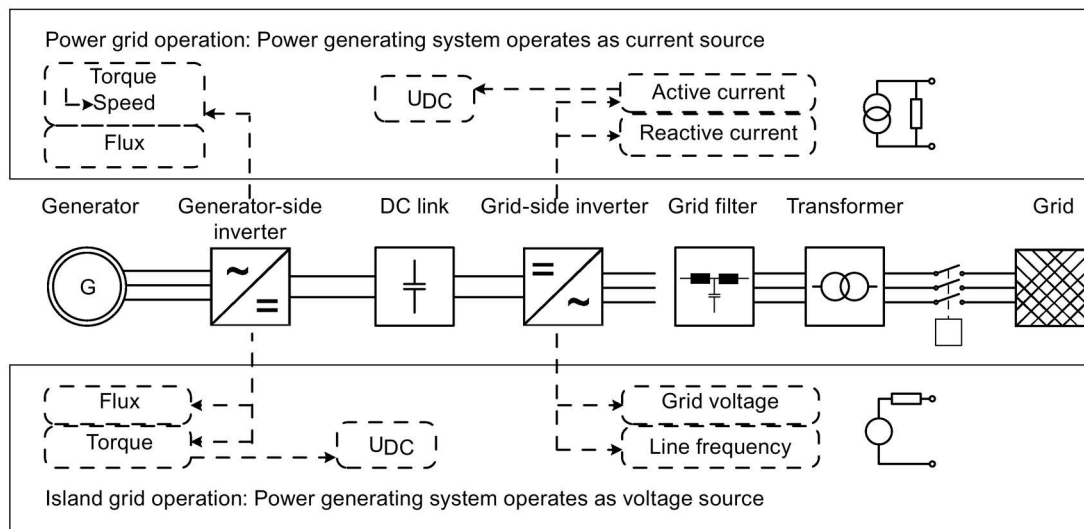 Power grid operation: Power generating system operates as current source
Torque
Speed
Flux
UDC
Active current
Reactive current
Generator
Generator-side
inverter
DC link
Grid-side inverter
Grid filter
Transformer
Grid
G
Flux
Torque
UDC
Grid voltage
Line frequency
Island grid operation: Power generating system operates as voltage source